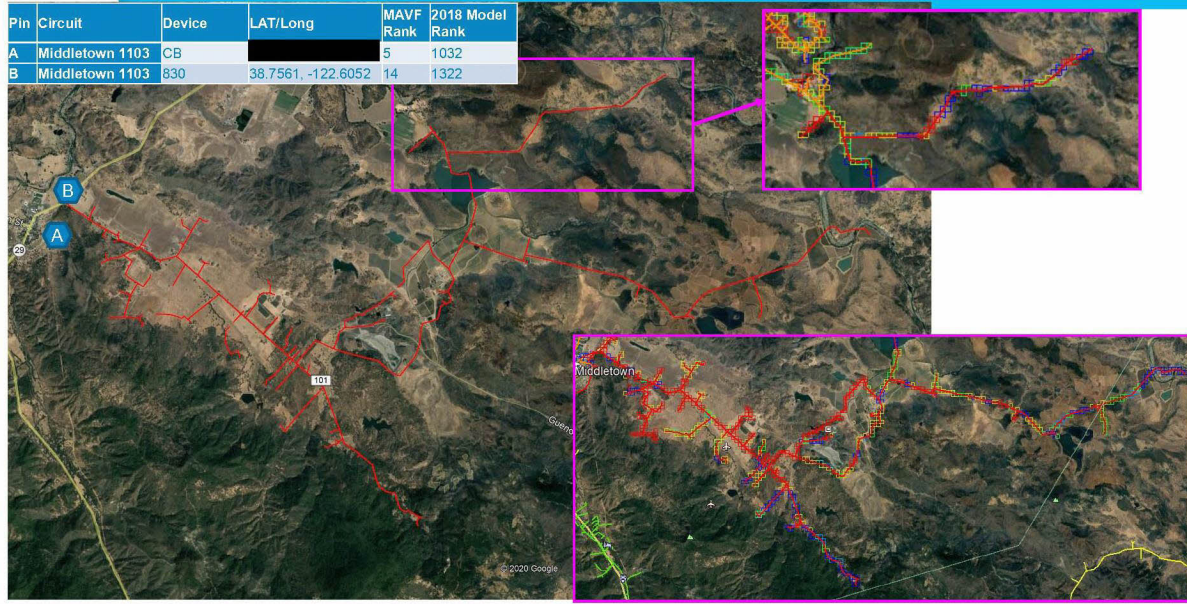 Pin Circuit Device LAT/Long MAVF Rank 2018 Model Rank
A Middletown 1103 CB 5 1032
B Middletown 1103 830 38.7561, -122.6052 14 1322
B
A
29
101
Gueno
© 2020 Google
Middletown